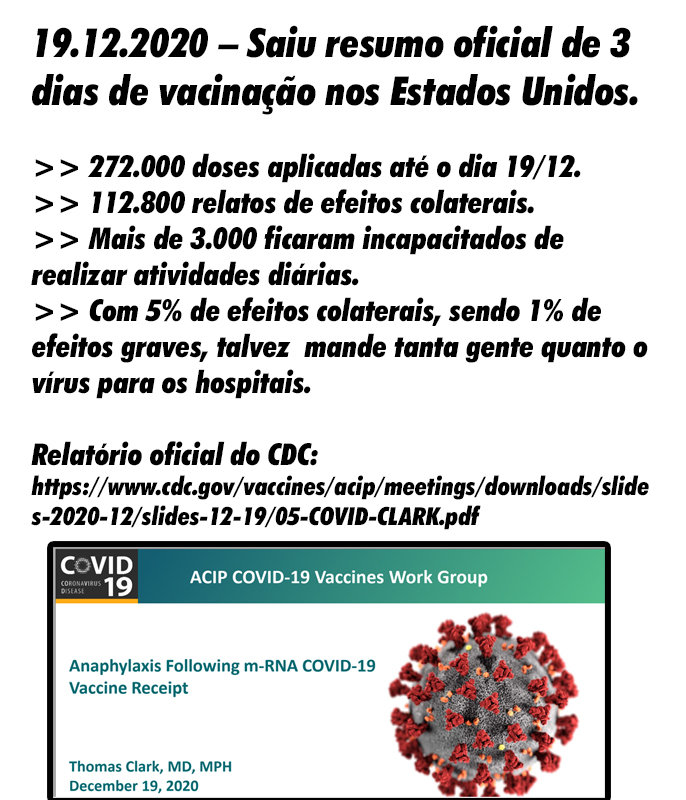 19.12.2020 – Saiu resumo oficial de 3
dias de vacinação nos Estados Unidos.
>> 272.000 doses aplicadas até o dia 19/12.
>> 112.800 relatos de efeitos colaterais.
>> Mais de 3.000 ficaram incapacitados de
realizar atividades diárias.
>> Com 5% de efeitos colaterais, sendo 1% de
efeitos graves, talvez  mande tanta gente quanto o
vírus para os hospitais.
Relatório oficial do CDC:
https://www.cdc.gov/vaccines/acip/meetings/downloads/slide
s-2020-12/slides-12-19/05-COVID-CLARK.pdf
COVID
CORONAVIRUS
DISEASE
19
ACIP COVID-19 Vaccines Work Group
Anaphylaxis Following m-RNA COVID-19
Vaccine Receipt
Thomas Clark, MD, MPH
December 19, 2020